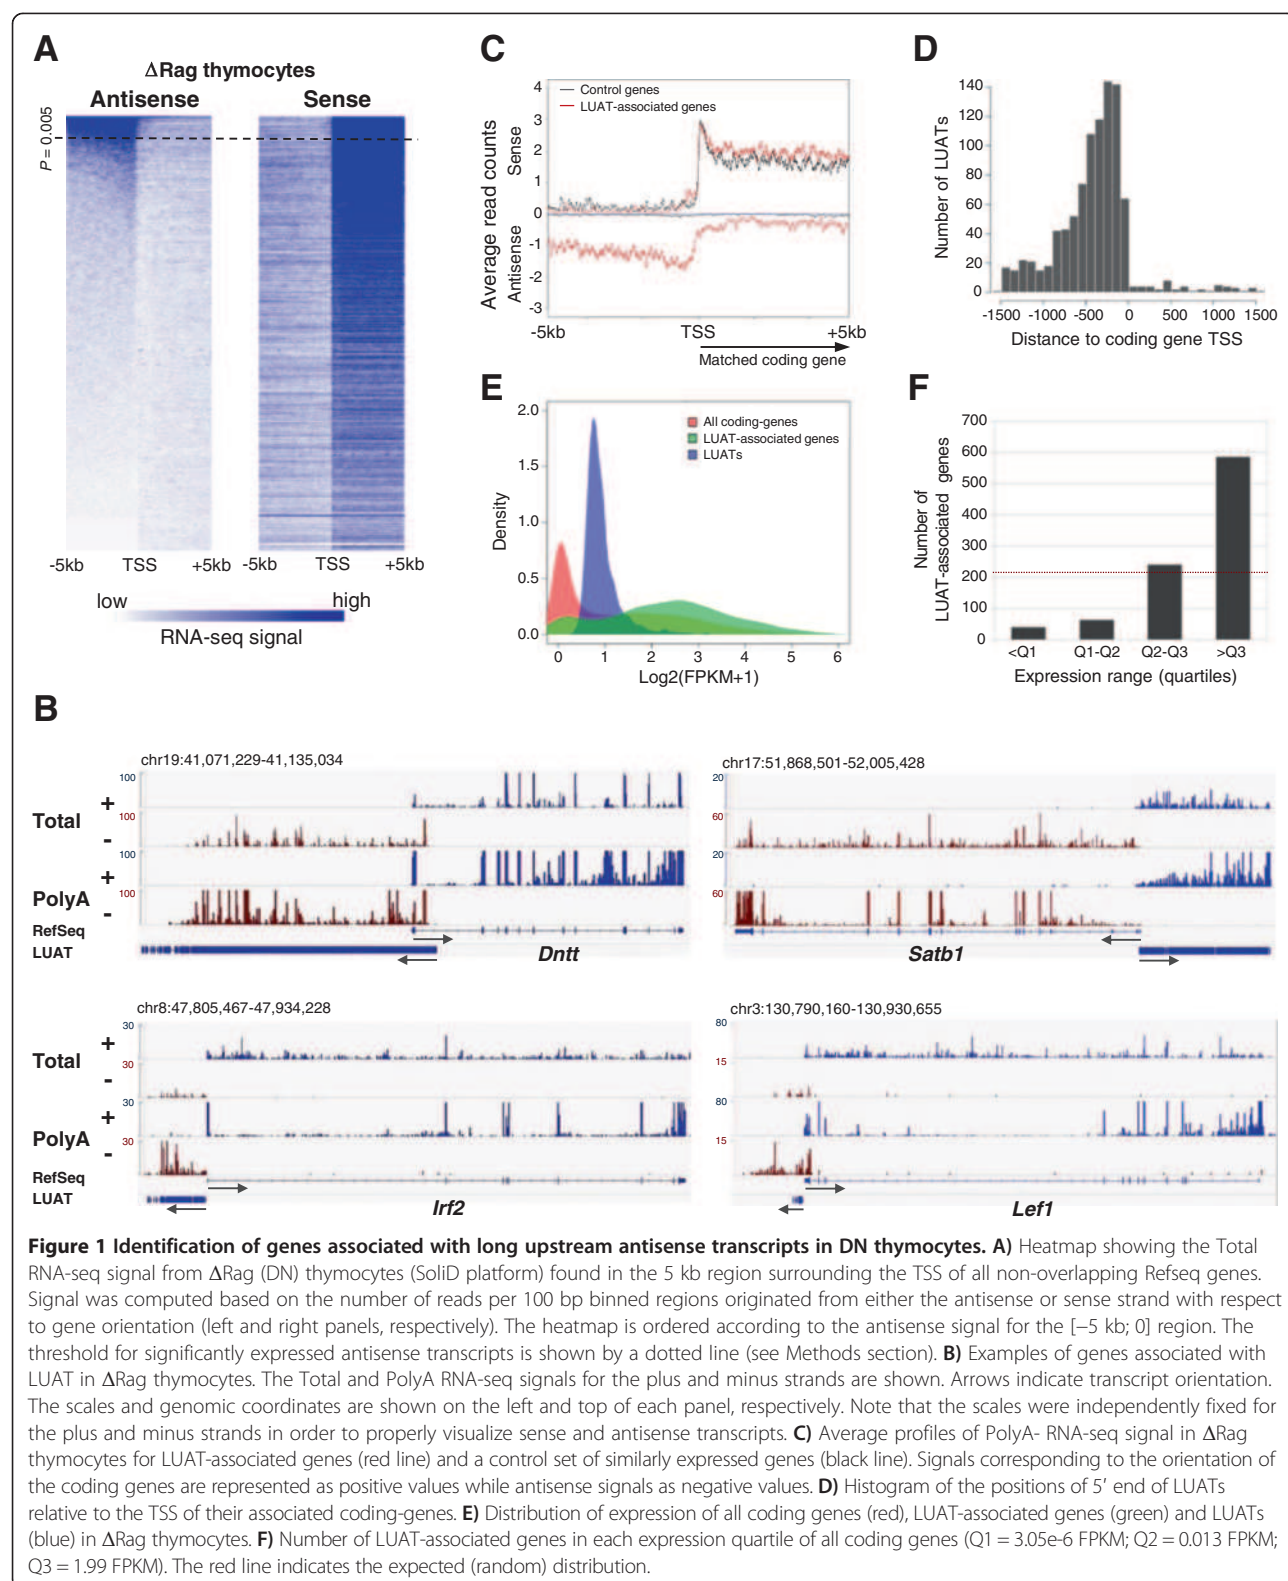 A
ΔRag thymocytes
Antisense
Sense
P = 0.005
-5kb
TSS
+5kb
-5kb
TSS
+5kb
low
high
RNA-seq signal
C
Control genes
LUAT-associated genes
Average read counts
Antisense
Sense
4
3
2
1
0
-1
-2
-3
-5kb
TSS
+5kb
Matched coding gene
D
Number of LUATs
140
120
100
80
60
40
20
0
-1500
-1000
-500
0
500
1000
1500
Distance to coding gene TSS
E
All coding-genes
LUAT-associated genes
LUATs
Density
2.0
1.5
1.0
0.5
0.0
0
1
2
3
4
5
6
Log2(FPKM+1)
F
Number of
LUAT-associated genes
700
600
500
400
300
200
100
0
<Q1
Q1-Q2
Q2-Q3
>Q3
Expression range (quartiles)
B
chr19:41,071,229-41,135,034
Total
+
-
100
100
PolyA
+
-
100
100
RefSeq
LUAT
Dntt
chr17:51,868,501-52,005,428
20
60
20
60
Satb1
chr8:47,805,467-47,934,228
Total
+
-
30
30
PolyA
+
-
30
30
RefSeq
LUAT
Irf2
chr3:130,790,160-130,930,655
80
15
80
15
Lef1
Figure 1 Identification of genes associated with long upstream antisense transcripts in DN thymocytes. A) Heatmap showing the Total
RNA-seq signal from ΔRag (DN) thymocytes (SoliD platform) found in the 5 kb region surrounding the TSS of all non-overlapping Refseq genes.
Signal was computed based on the number of reads per 100 bp binned regions originated from either the antisense or sense strand with respect
to gene orientation (left and right panels, respectively). The heatmap is ordered according to the antisense signal for the [−5 kb; 0] region. The
threshold for significantly expressed antisense transcripts is shown by a dotted line (see Methods section). B) Examples of genes associated with
LUAT in ΔRag thymocytes. The Total and PolyA RNA-seq signals for the plus and minus strands are shown. Arrows indicate transcript orientation.
The scales and genomic coordinates are shown on the left and top of each panel, respectively. Note that the scales were independently fixed for
the plus and minus strands in order to properly visualize sense and antisense transcripts. C) Average profiles of PolyA- RNA-seq signal in ΔRag
thymocytes for LUAT-associated genes (red line) and a control set of similarly expressed genes (black line). Signals corresponding to the orientation of
the coding genes are represented as positive values while antisense signals as negative values. D) Histogram of the positions of 5′ end of LUATs
relative to the TSS of their associated coding-genes. E) Distribution of expression of all coding genes (red), LUAT-associated genes (green) and LUATs
(blue) in ΔRag thymocytes. F) Number of LUAT-associated genes in each expression quartile of all coding genes (Q1 = 3.05e-6 FPKM; Q2 = 0.013 FPKM;
Q3 = 1.99 FPKM). The red line indicates the expected (random) distribution.